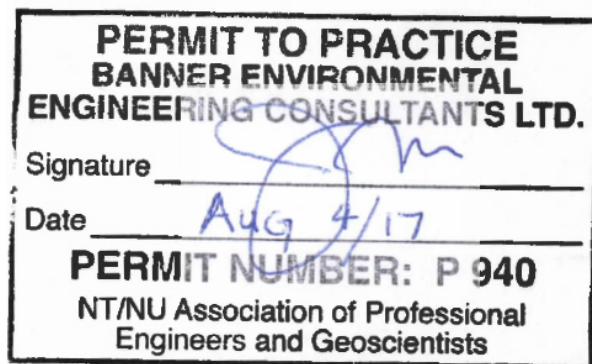 PERMIT TO PRACTICE
BANNER ENVIRONMENTAL
ENGINEERING CONSULTANTS LTD.
Signature
Date Aug 4/17
PERMIT NUMBER: P 940
NT/NU Association of Professional
Engineers and Geoscientists